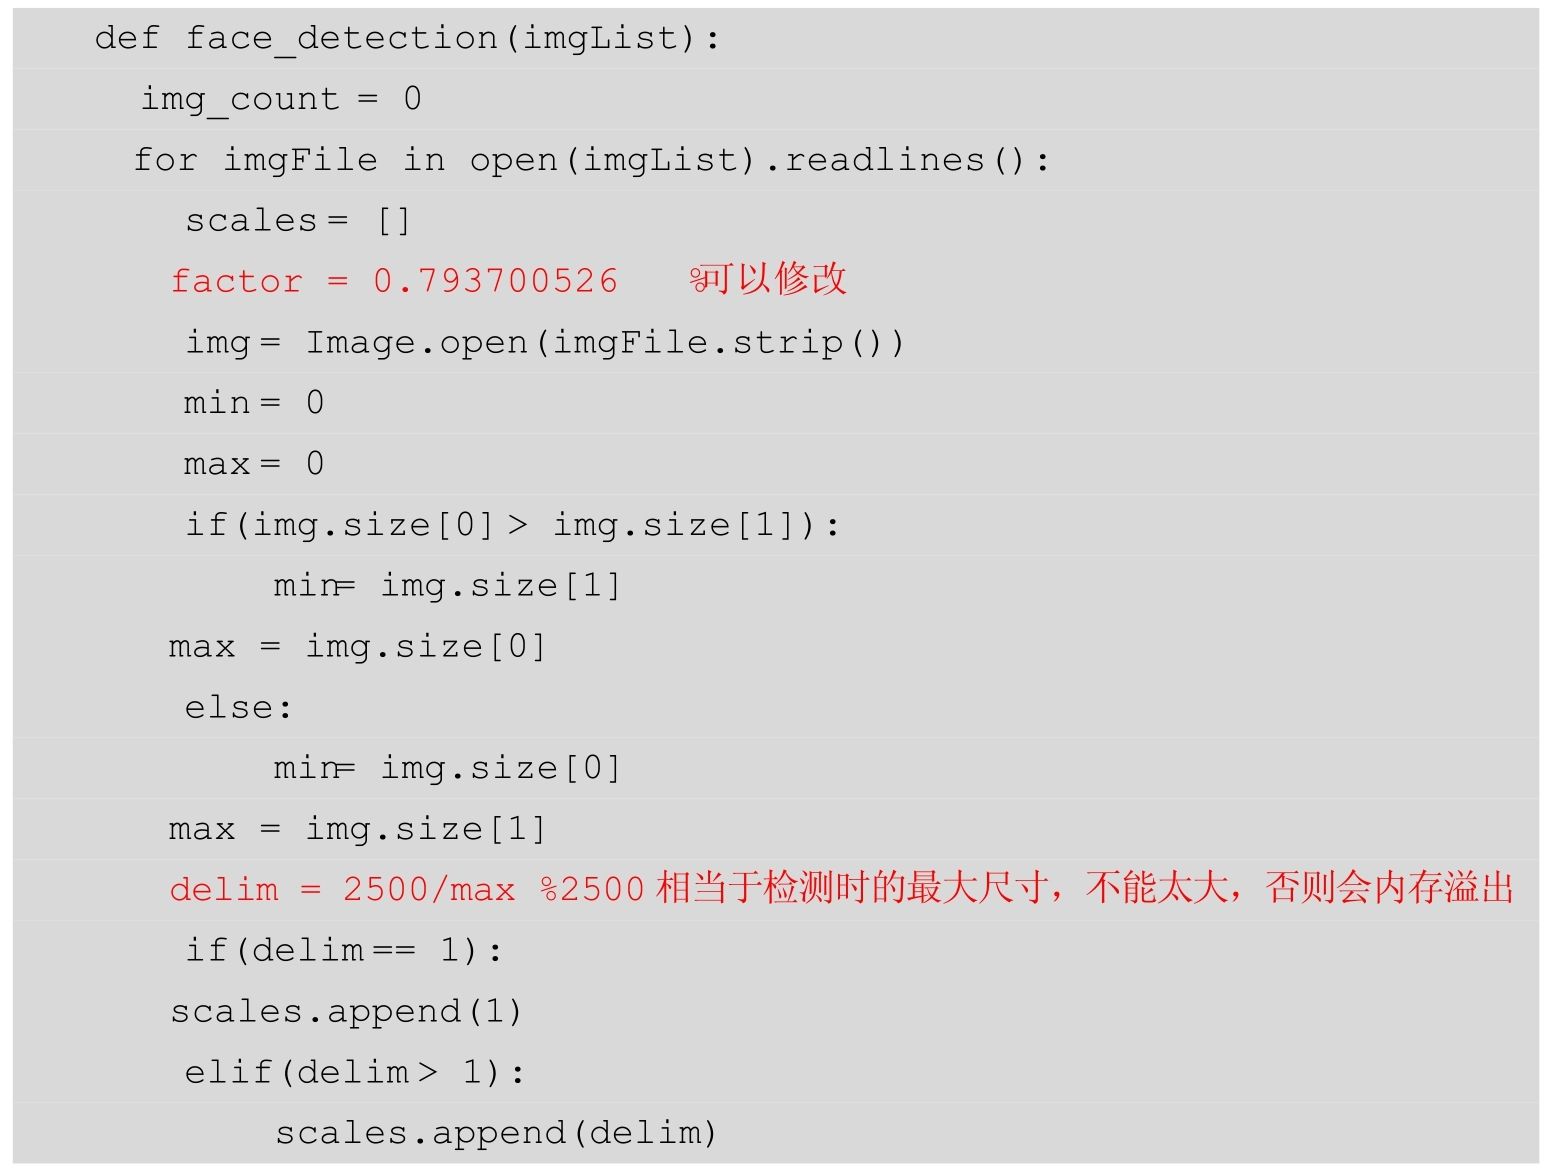 def face_detection(imgList):
img_count = 0
for imgFile in open(imgList).readlines():
scales = []
factor = 0.793700526 %可以修改
img = Image.open(imgFile.strip())
min = 0
max = 0
if(img.size[0] > img.size[1]):
min= img.size[1]
max = img.size[0]
else:
min= img.size[0]
max = img.size[1]
delim = 2500/max %2500 相当于检测时的最大尺寸，不能太大，否则会内存溢出
if(delim == 1):
scales.append(1)
elif(delim > 1):
scales.append(delim)